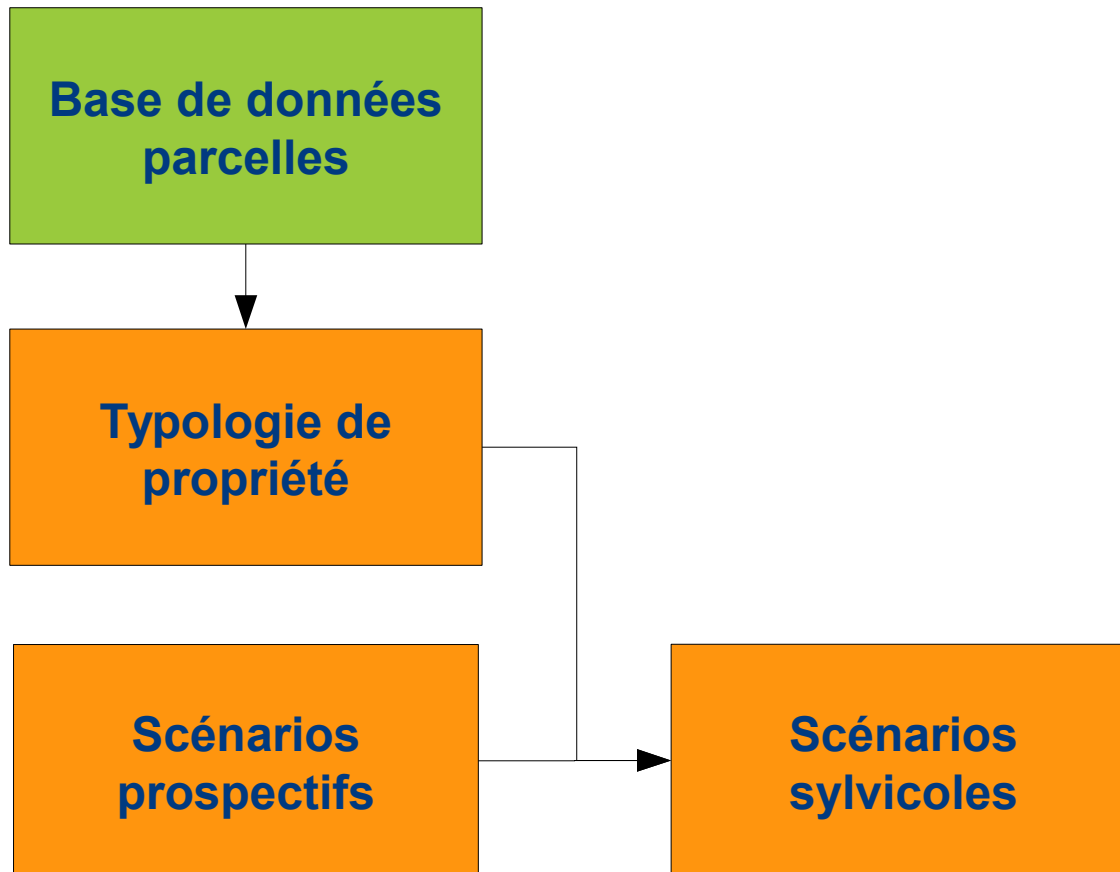 Base de données
parcelles
Typologie de
propriété
Scénarios
prospectifs
Scénarios
sylvicoles